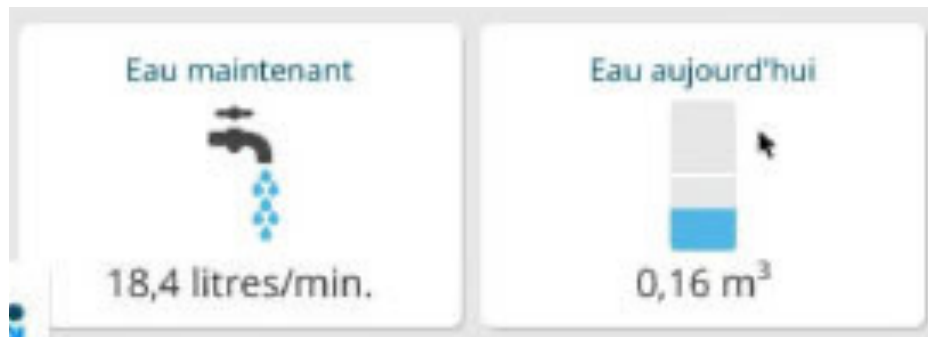 Eau maintenant
18,4 litres/min.
Eau aujourd'hui
0,16 m³